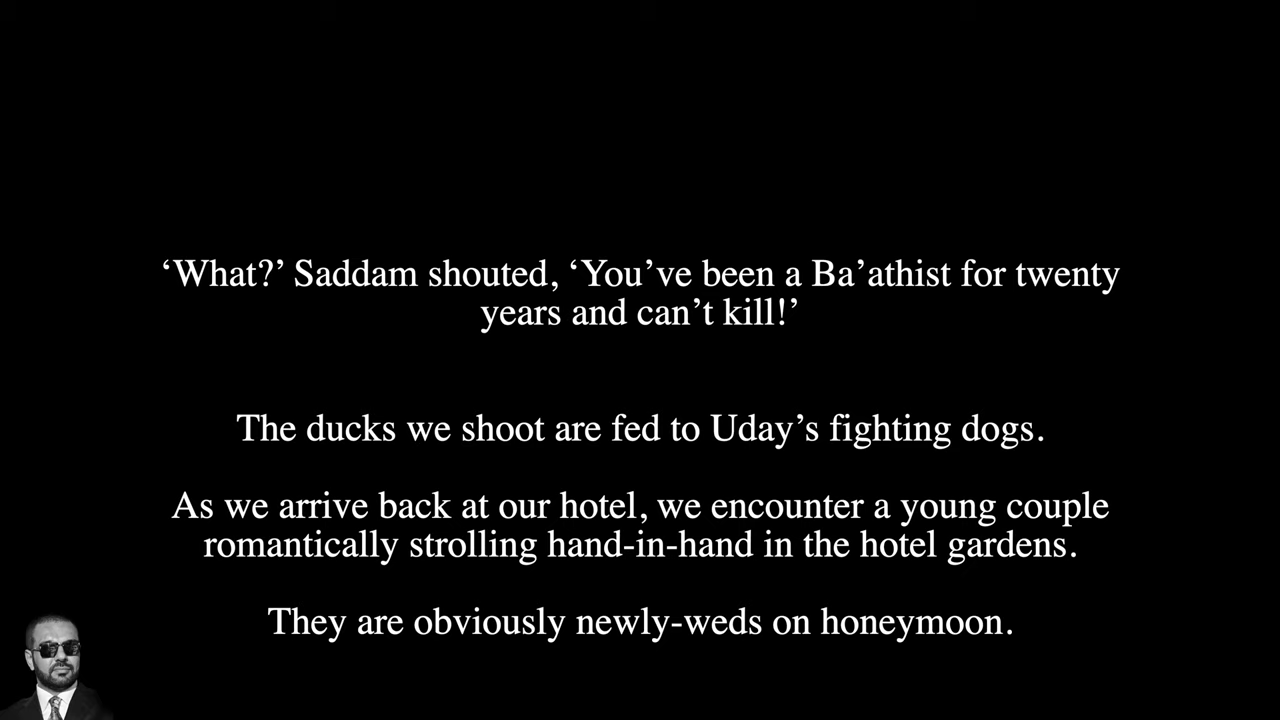 ‘What?’ Saddam shouted, ‘You’ve been a Ba’athist for twenty
years and can’t kill!’
The ducks we shoot are fed to Uday’s fighting dogs.
As we arrive back at our hotel, we encounter a young couple
romantically strolling hand-in-hand in the hotel gardens.
They are obviously newly-weds on honeymoon.